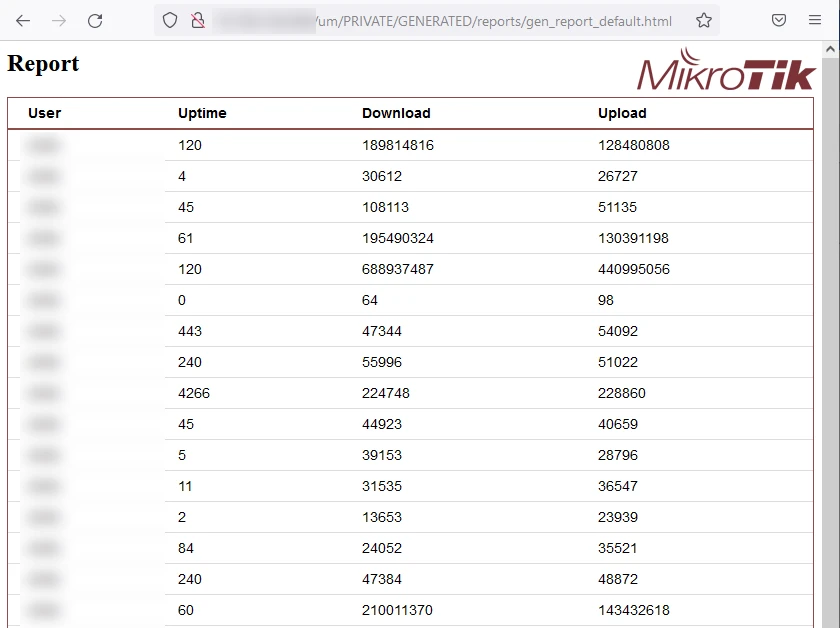 /um/PRIVATE/GENERATED/reports/gen_report_default.html
Report
MikroTik
User Uptime Download Upload
120 189814816 128480808
4 30612 26727
45 108113 51135
61 195490324 130391198
120 688937487 440995056
0 64 98
443 47344 54092
240 55996 51022
4266 224748 228860
45 44923 40659
5 39153 28796
11 31535 36547
2 13653 23939
84 24052 35521
240 47384 48872
60 210011370 143432618